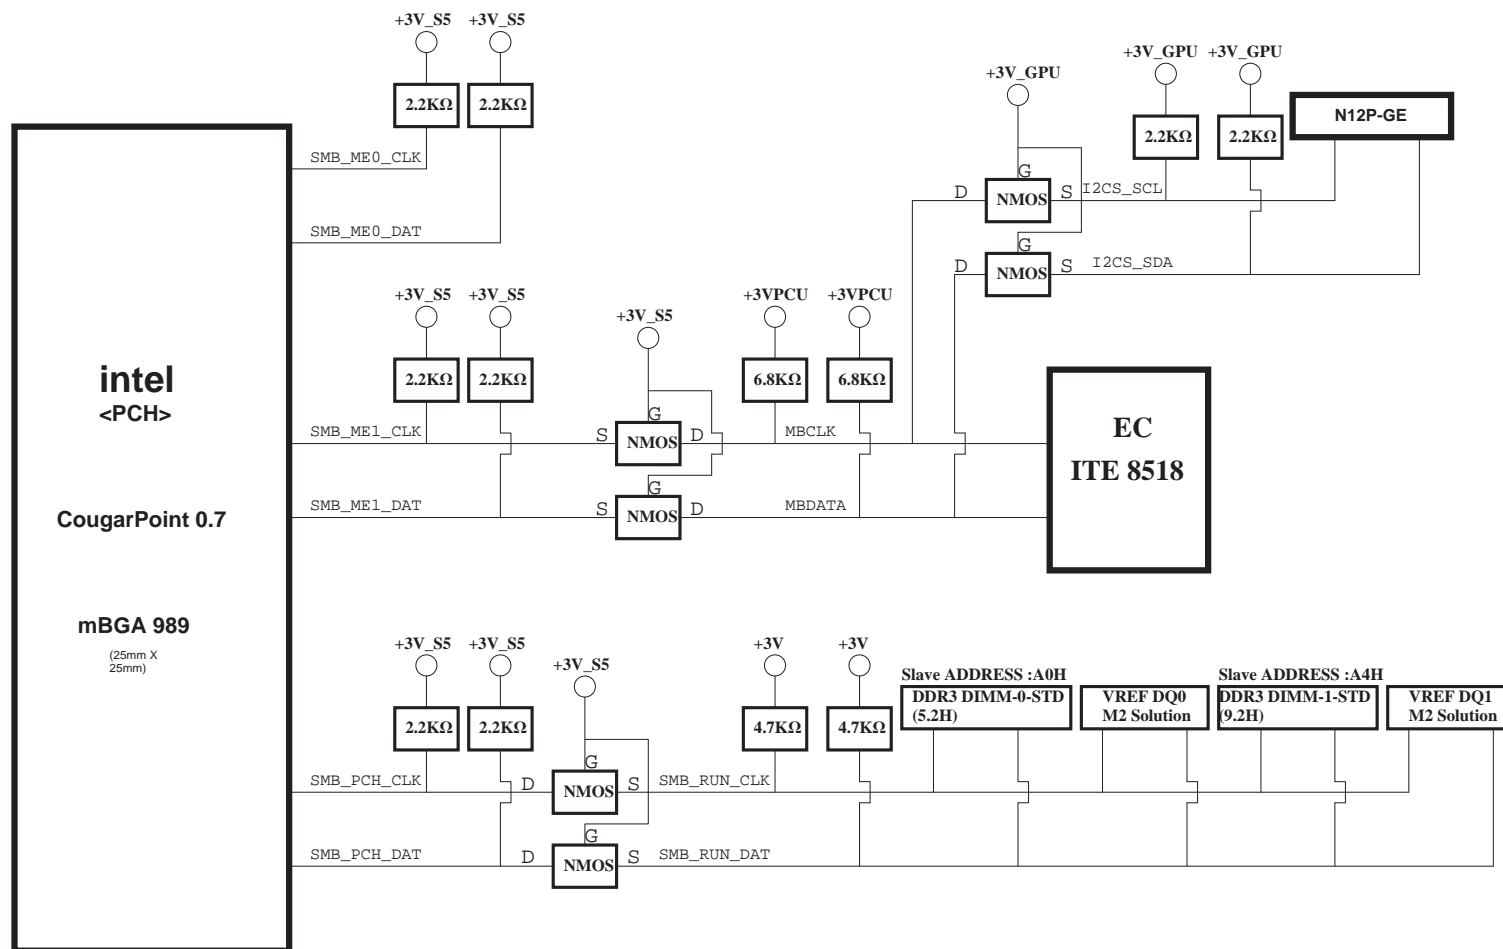 +3V_S5 +3V_S5
2.2KΩ 2.2KΩ
SMB_ME0_CLK
SMB_ME0_DAT
+3V_GPU
+3V_GPU +3V_GPU
2.2KΩ 2.2KΩ
N12P-GE
G
D NMOS S I2CS_SCL
G
D NMOS S I2CS_SDA
+3V_S5 +3V_S5
2.2KΩ 2.2KΩ
+3V_S5
+3VPCU +3VPCU
6.8KΩ 6.8KΩ
G
SMB_ME1_CLK S NMOS D MBCLK
G
SMB_ME1_DAT S NMOS D MBDATA
EC
ITE 8518
intel
<PCH>
CougarPoint 0.7
mBGA 989
(25mm X
25mm)
+3V_S5 +3V_S5
2.2KΩ 2.2KΩ
+3V_S5
+3V +3V
4.7KΩ 4.7KΩ
Slave ADDRESS :A0H
DDR3 DIMM-0-STD
(5.2H)
VREF DQ0
M2 Solution
Slave ADDRESS :A4H
DDR3 DIMM-1-STD
(9.2H)
VREF DQ1
M2 Solution
G
SMB_PCH_CLK D NMOS S SMB_RUN_CLK
G
SMB_PCH_DAT D NMOS S SMB_RUN_DAT